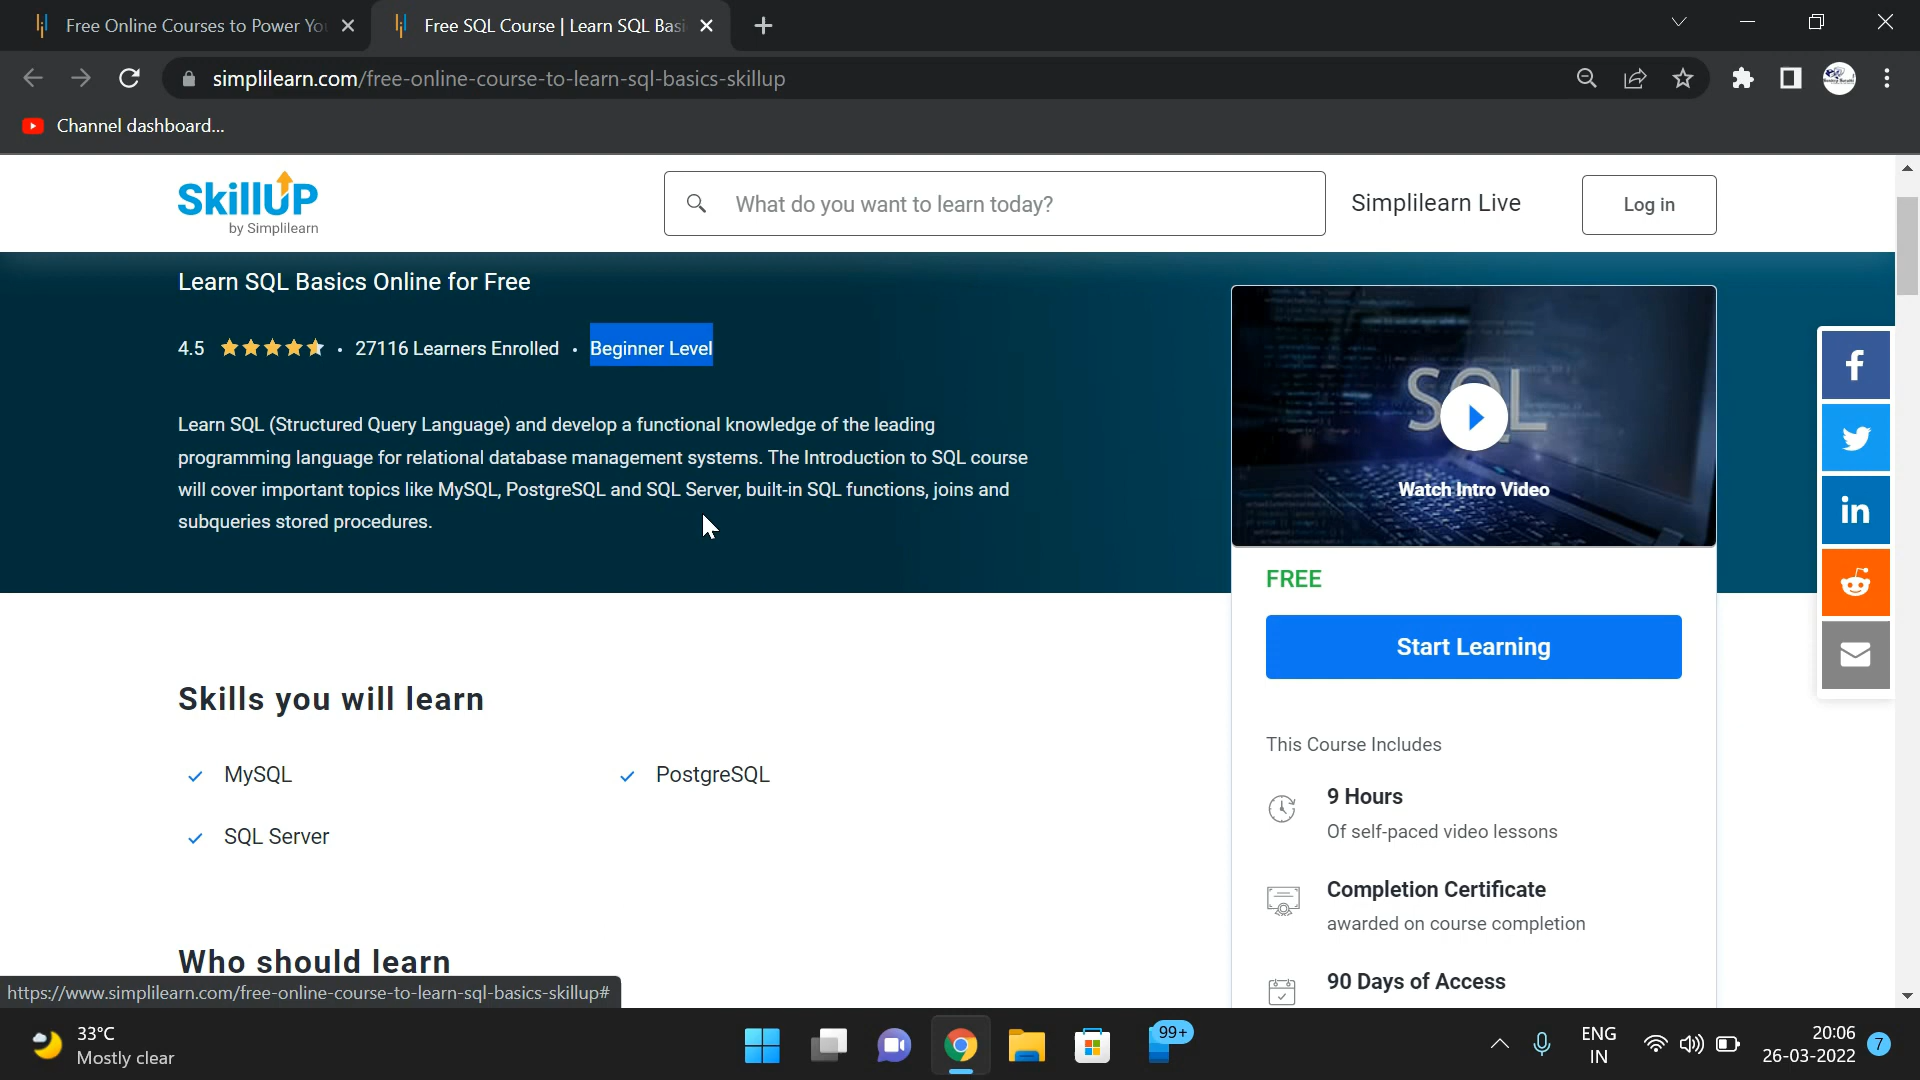 Free Online Courses to Power Yo
Free SQL Course | Learn SQL Basi
simplilearn.com/free-online-course-to-learn-sql-basics-skillup
Channel dashboard...
SkillUP
by Simplilearn
What do you want to learn today?
Simplilearn Live
Log in
Learn SQL Basics Online for Free
4.5 · 27116 Learners Enrolled · Beginner Level
Learn SQL (Structured Query Language) and develop a functional knowledge of the leading
programming language for relational database management systems. The Introduction to SQL course
will cover important topics like MySQL, PostgreSQL and SQL Server, built-in SQL functions, joins and
subqueries stored procedures.
SQL
Watch Intro Video
FREE
Start Learning
Skills you will learn
MySQL
PostgreSQL
SQL Server
This Course Includes
9 Hours
Of self-paced video lessons
Completion Certificate
awarded on course completion
90 Days of Access
Who should learn
https://www.simplilearn.com/free-online-course-to-learn-sql-basics-skillup#
33°C
Mostly clear
99+
ENG
IN
20:06
26-03-2022
7